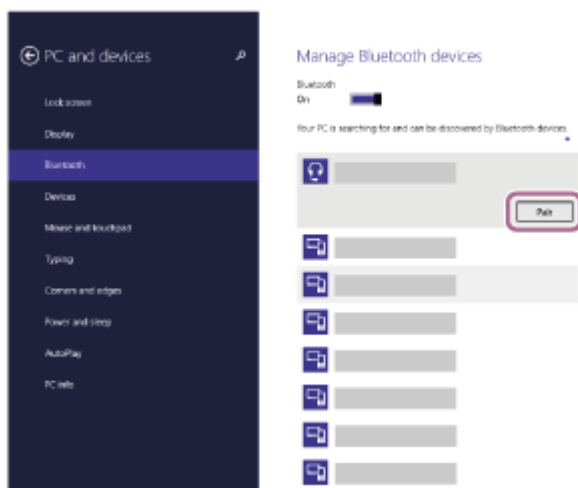 PC and devices
Lock screen
Display
Bluetooth
Devices
Mouse and touchpad
Typing
Corners and edges
Power and sleep
AutoPlay
PC info
Manage Bluetooth devices
Bluetooth
On
Your PC is searching for and can be discovered by Bluetooth devices.
Pair